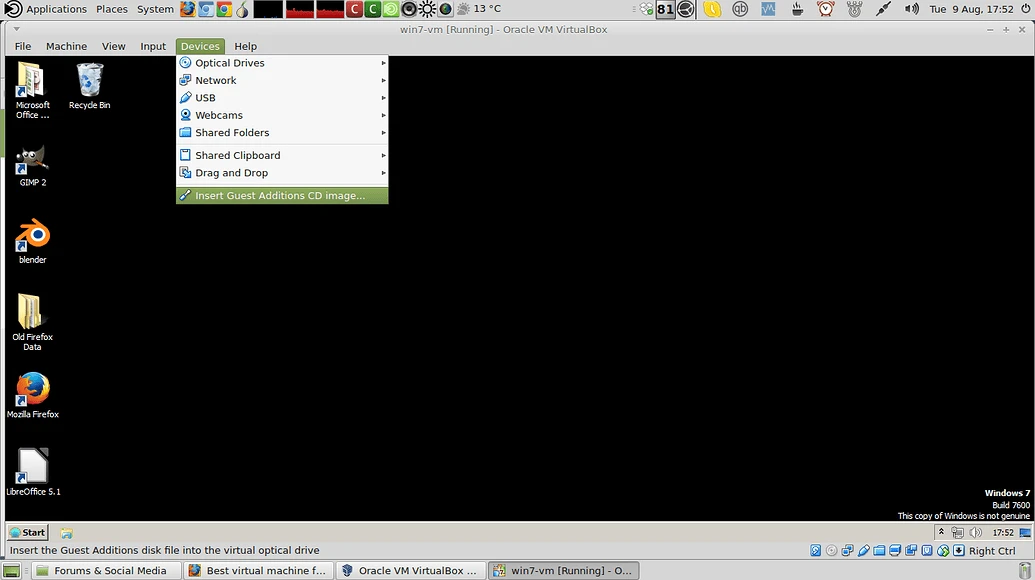 Applications Places System 81 13 °C Tue 9 Aug, 17:52
win7-vm [Running] - Oracle VM VirtualBox
File Machine View Input Devices Help
Optical Drives
Network
USB
Webcams
Shared Folders
Shared Clipboard
Drag and Drop
Insert Guest Additions CD image...
Microsoft
Office ...
Recycle Bin
GIMP 2
blender
Old Firefox
Data
Mozilla Firefox
LibreOffice 5.1
Windows 7
Build 7600
This copy of Windows is not genuine
Start 17:52
Insert the Guest Additions disk file into the virtual optical drive Right Ctrl
Forums & Social Media Best virtual machine f... Oracle VM VirtualBox ... win7-vm [Running] - O...